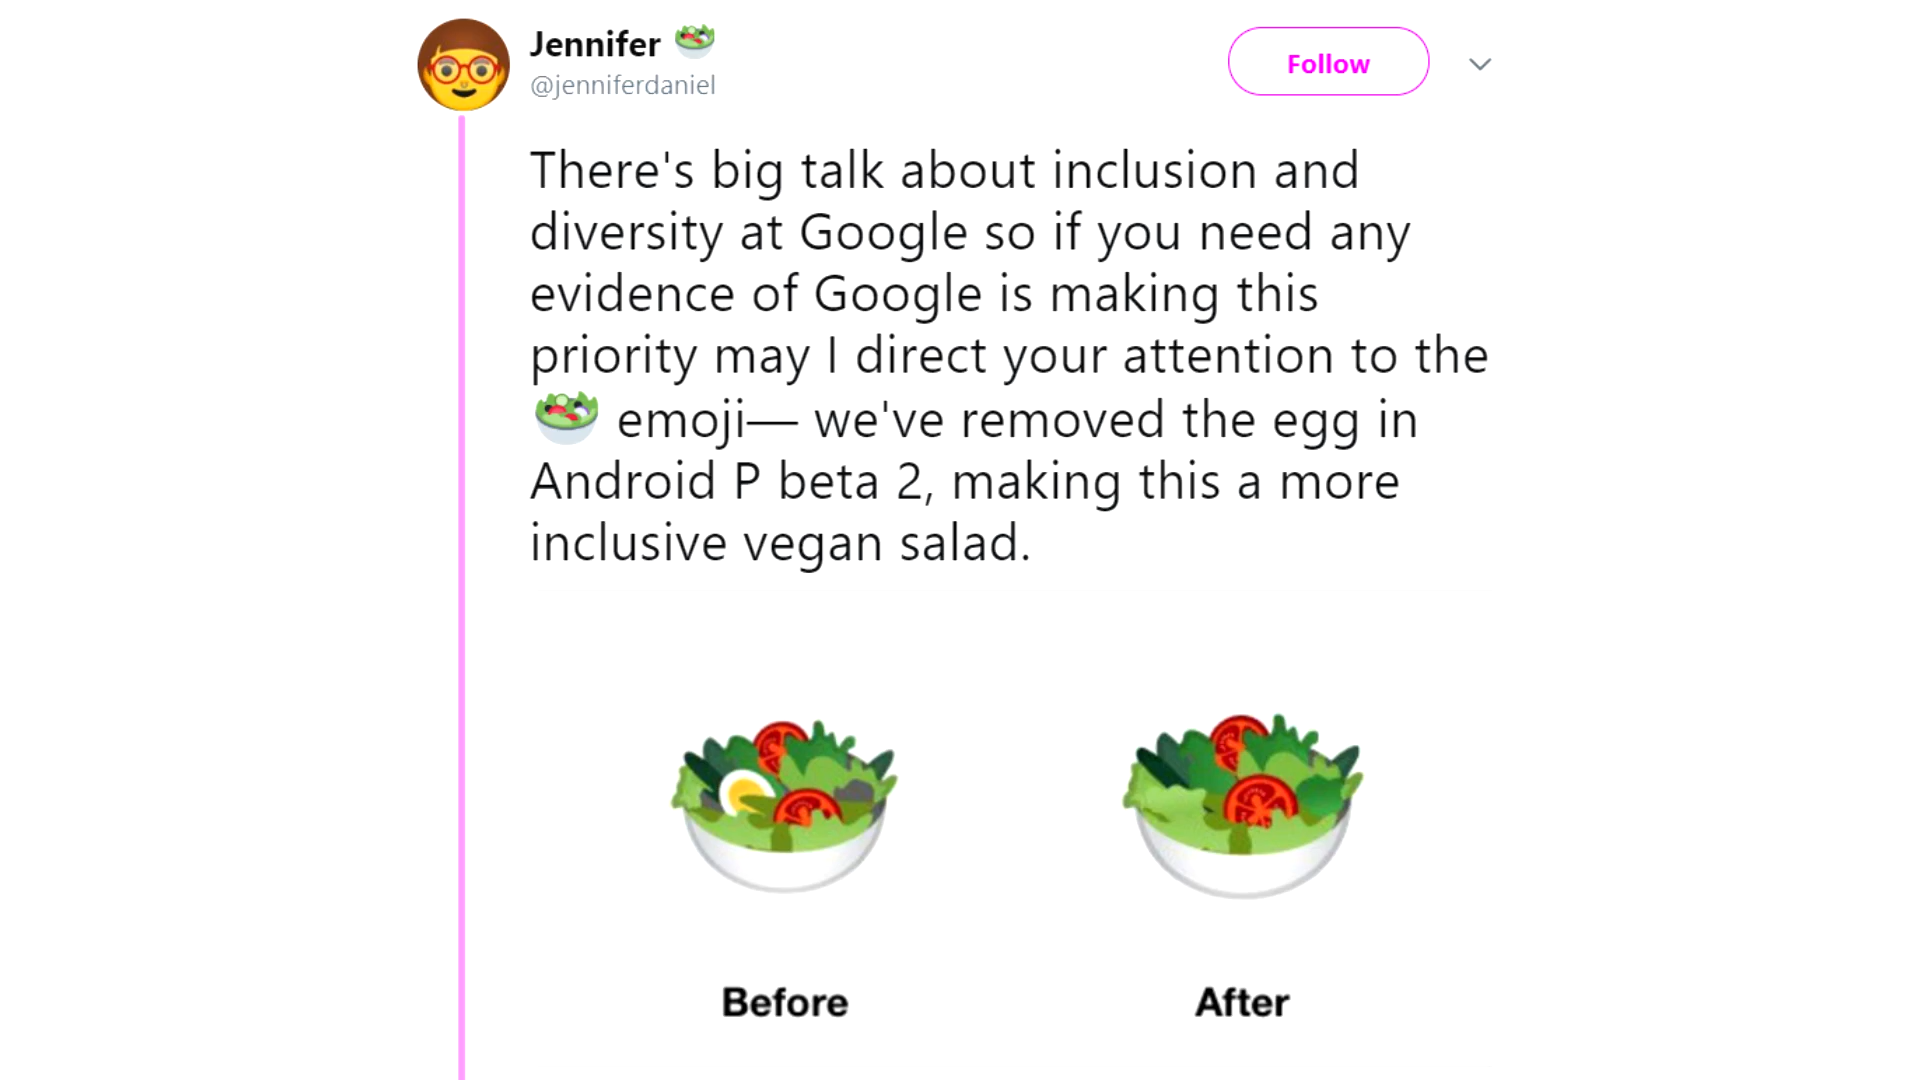 Jennifer 🥗
@jenniferdaniel
Follow
There's big talk about inclusion and
diversity at Google so if you need any
evidence of Google is making this
priority may I direct your attention to the
🥗 emoji— we've removed the egg in
Android P beta 2, making this a more
inclusive vegan salad.
Before
After